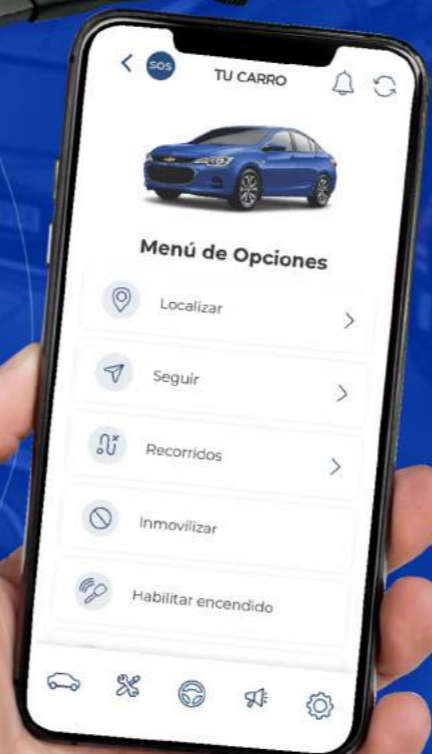 SOS
TU CARRO
Menú de Opciones
Localizar
Seguir
Recorridos
Inmovilizar
Habilitar encendido